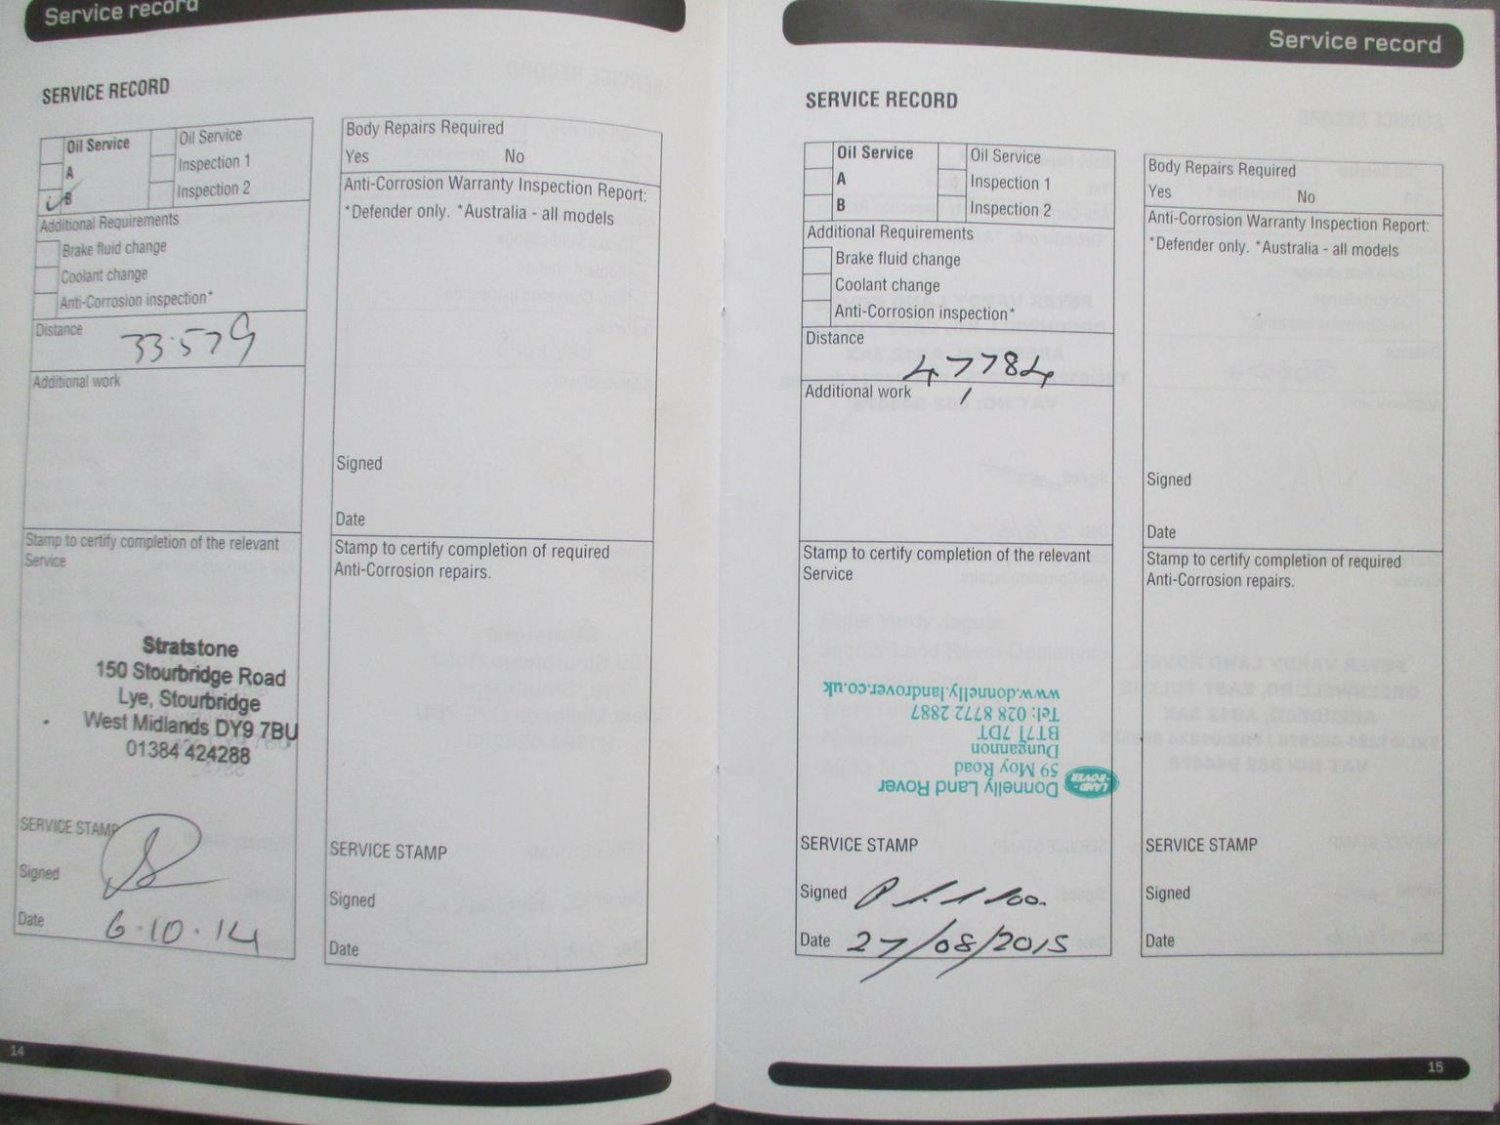 Service record
SERVICE RECORD
Oil Service
A
B
Oil Service
Inspection 1
Inspection 2
Additional Requirements
Brake fluid change
Coolant change
Anti-Corrosion inspection*
Distance
33·579
Additional work
Stamp to certify completion of the relevant
Service
Stratstone
150 Stourbridge Road
Lye, Stourbridge
West Midlands DY9 7BU
01384 424288
SERVICE STAMP
Signed
Date 6·10·14
Body Repairs Required
Yes No
Anti-Corrosion Warranty Inspection Report:
*Defender only. *Australia - all models
Signed
Date
Stamp to certify completion of required
Anti-Corrosion repairs.
SERVICE STAMP
Signed
Date
14
Service record
SERVICE RECORD
Oil Service
A
B
Oil Service
Inspection 1
Inspection 2
Additional Requirements
Brake fluid change
Coolant change
Anti-Corrosion inspection*
Distance
47784
Additional work
Stamp to certify completion of the relevant
Service
LAND-
ROVER
Donnelly Land Rover
59 Moy Road
Dungannon
BT71 7DT
Tel: 028 8772 2887
www.donnelly.landrover.co.uk
SERVICE STAMP
Signed
Date 27/08/2015
Body Repairs Required
Yes No
Anti-Corrosion Warranty Inspection Report:
*Defender only. *Australia - all models
Signed
Date
Stamp to certify completion of required
Anti-Corrosion repairs.
SERVICE STAMP
Signed
Date
15